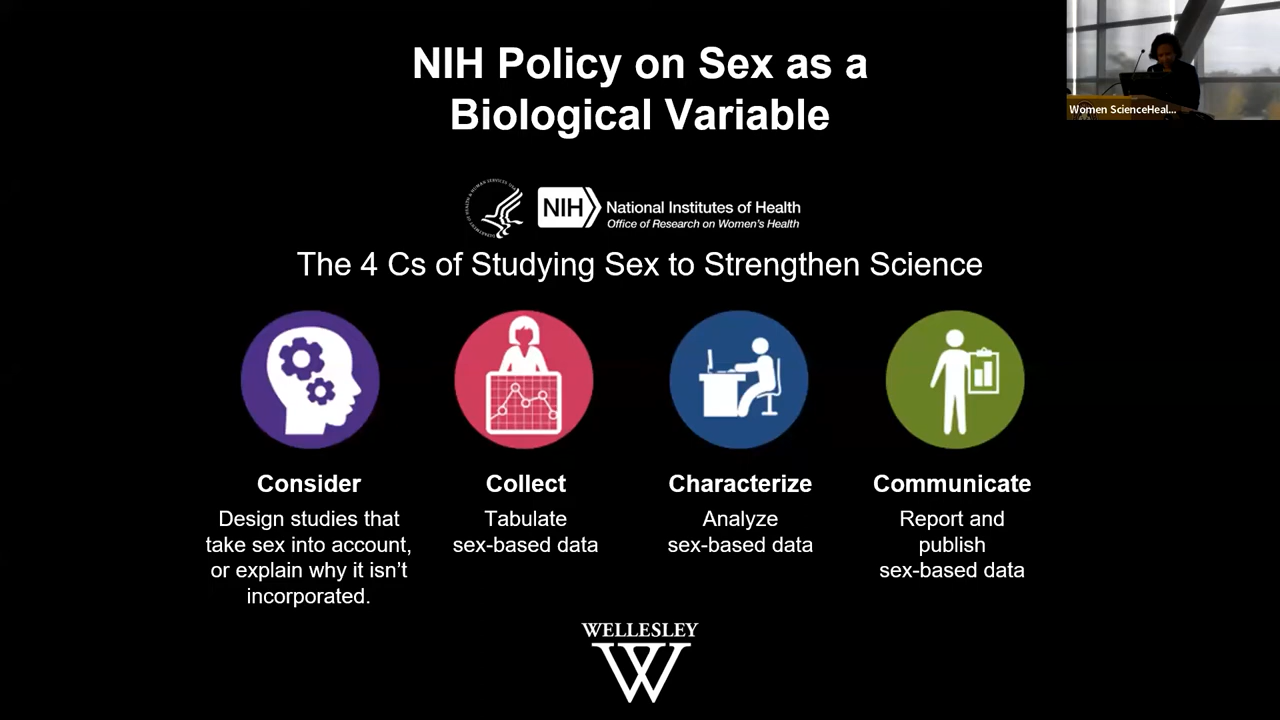 NIH Policy on Sex as a
Biological Variable
Women ScienceHeal...
NIH
National Institutes of Health
Office of Research on Women's Health
The 4 Cs of Studying Sex to Strengthen Science
Consider
Design studies that
take sex into account,
or explain why it isn't
incorporated.
Collect
Tabulate
sex-based data
Characterize
Analyze
sex-based data
Communicate
Report and
publish
sex-based data
WELLESLEY
W